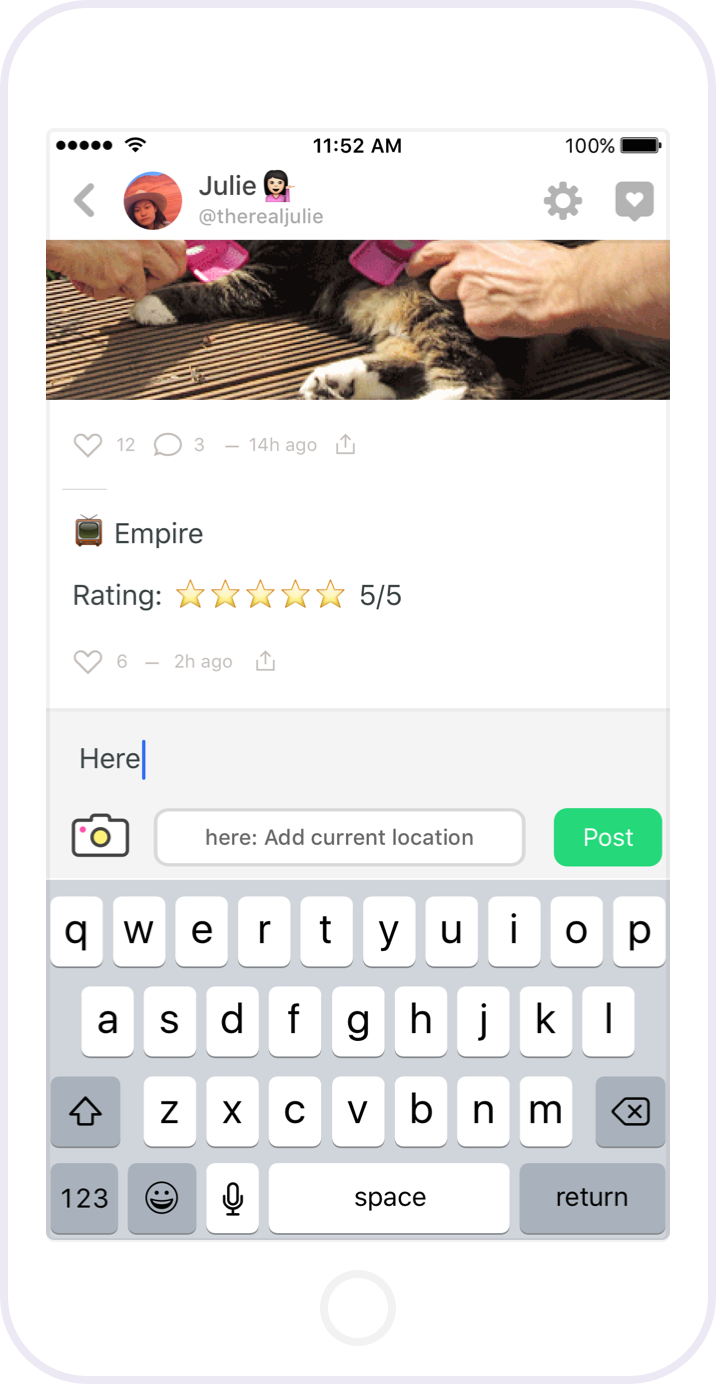 11:52 AM 100%
Julie 💁🏻
@therealjulie
12 3 — 14h ago
📺 Empire
Rating: ⭐⭐⭐⭐⭐ 5/5
6 — 2h ago
Here
here: Add current location Post
q w e r t y u i o p
a s d f g h j k l
z x c v b n m
123 space return